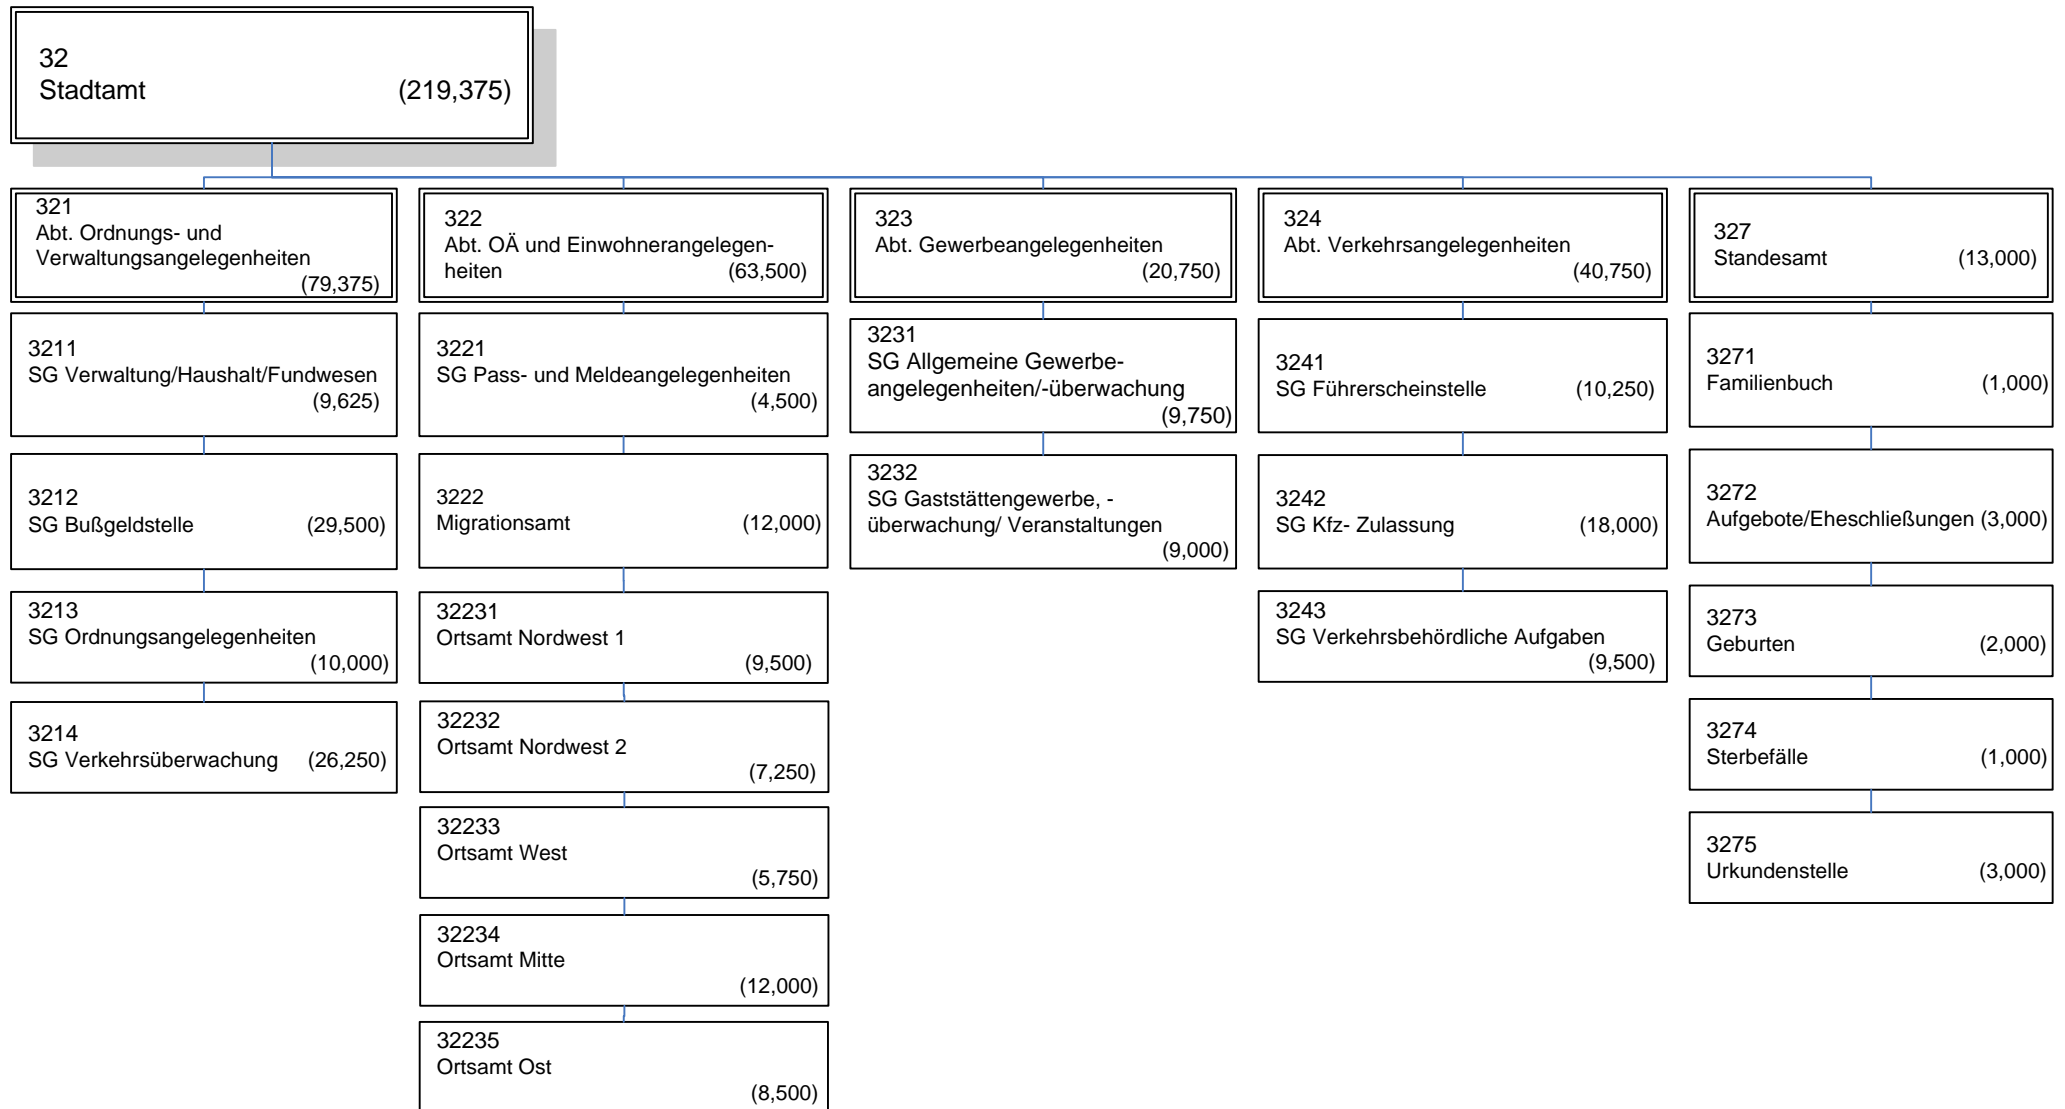 32
Stadtamt (219,375)
321
Abt. Ordnungs- und
Verwaltungsangelegenheiten
(79,375)
3211
SG Verwaltung/Haushalt/Fundwesen
(9,625)
3212
SG Bußgeldstelle (29,500)
3213
SG Ordnungsangelegenheiten
(10,000)
3214
SG Verkehrsüberwachung (26,250)
322
Abt. OÄ und Einwohnerangelegen-
heiten (63,500)
3221
SG Pass- und Meldeangelegenheiten
(4,500)
3222
Migrationsamt (12,000)
32231
Ortsamt Nordwest 1
(9,500)
32232
Ortsamt Nordwest 2
(7,250)
32233
Ortsamt West
(5,750)
32234
Ortsamt Mitte
(12,000)
32235
Ortsamt Ost
(8,500)
323
Abt. Gewerbeangelegenheiten
(20,750)
3231
SG Allgemeine Gewerbe-
angelegenheiten/-überwachung
(9,750)
3232
SG Gaststättengewerbe, -
überwachung/ Veranstaltungen
(9,000)
324
Abt. Verkehrsangelegenheiten
(40,750)
3241
SG Führerscheinstelle (10,250)
3242
SG Kfz- Zulassung (18,000)
3243
SG Verkehrsbehördliche Aufgaben
(9,500)
327
Standesamt (13,000)
3271
Familienbuch (1,000)
3272
Aufgebote/Eheschließungen (3,000)
3273
Geburten (2,000)
3274
Sterbefälle (1,000)
3275
Urkundenstelle (3,000)